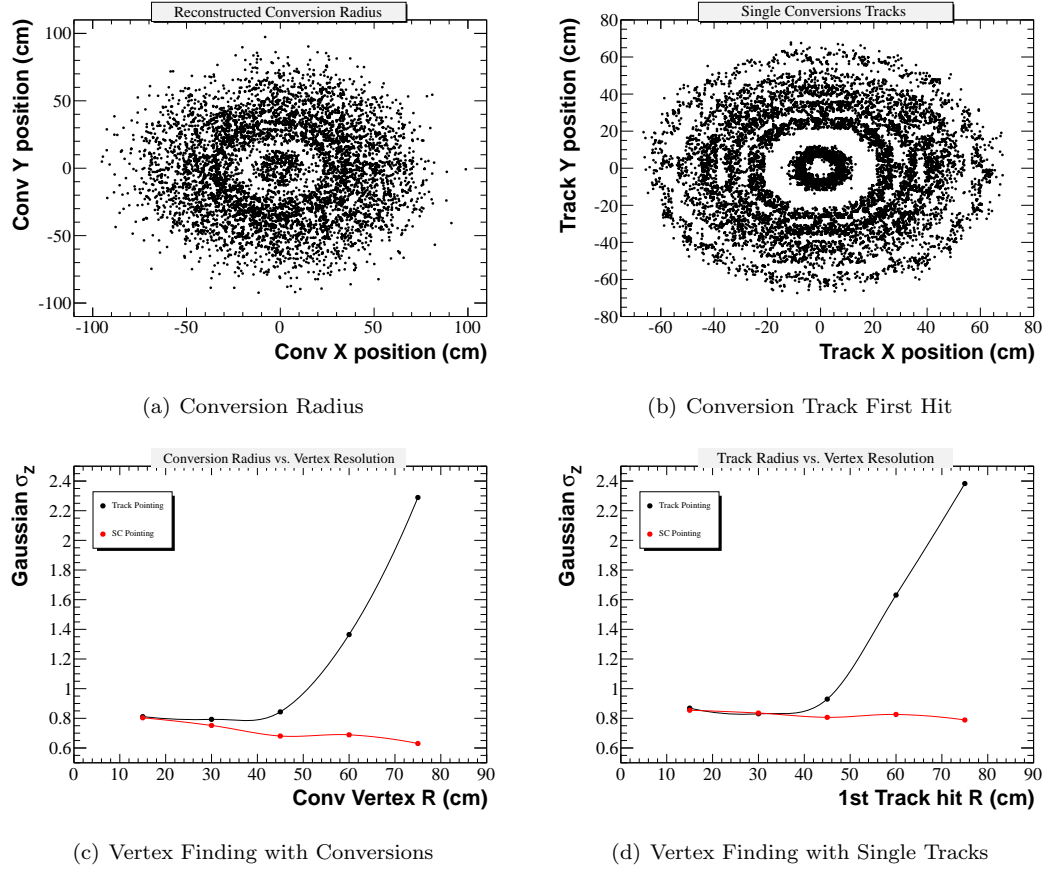 Reconstructed Conversion Radius
Conv Y position (cm)
100
50
0
-50
-100
-100 -50 0 50 100
Conv X position (cm)
(a) Conversion Radius
Single Conversions Tracks
Track Y position (cm)
80
60
40
20
0
-20
-40
-60
-80
-60 -40 -20 0 20 40 60 80
Track X position (cm)
(b) Conversion Track First Hit
Conversion Radius vs. Vertex Resolution
Gaussian σz
2.4
2.2
2
1.8
1.6
1.4
1.2
1
0.8
0.6
Track Pointing
SC Pointing
0 10 20 30 40 50 60 70 80 90
Conv Vertex R (cm)
(c) Vertex Finding with Conversions
Track Radius vs. Vertex Resolution
Gaussian σz
2.4
2.2
2
1.8
1.6
1.4
1.2
1
0.8
0.6
Track Pointing
SC Pointing
0 10 20 30 40 50 60 70 80 90
1st Track hit R (cm)
(d) Vertex Finding with Single Tracks